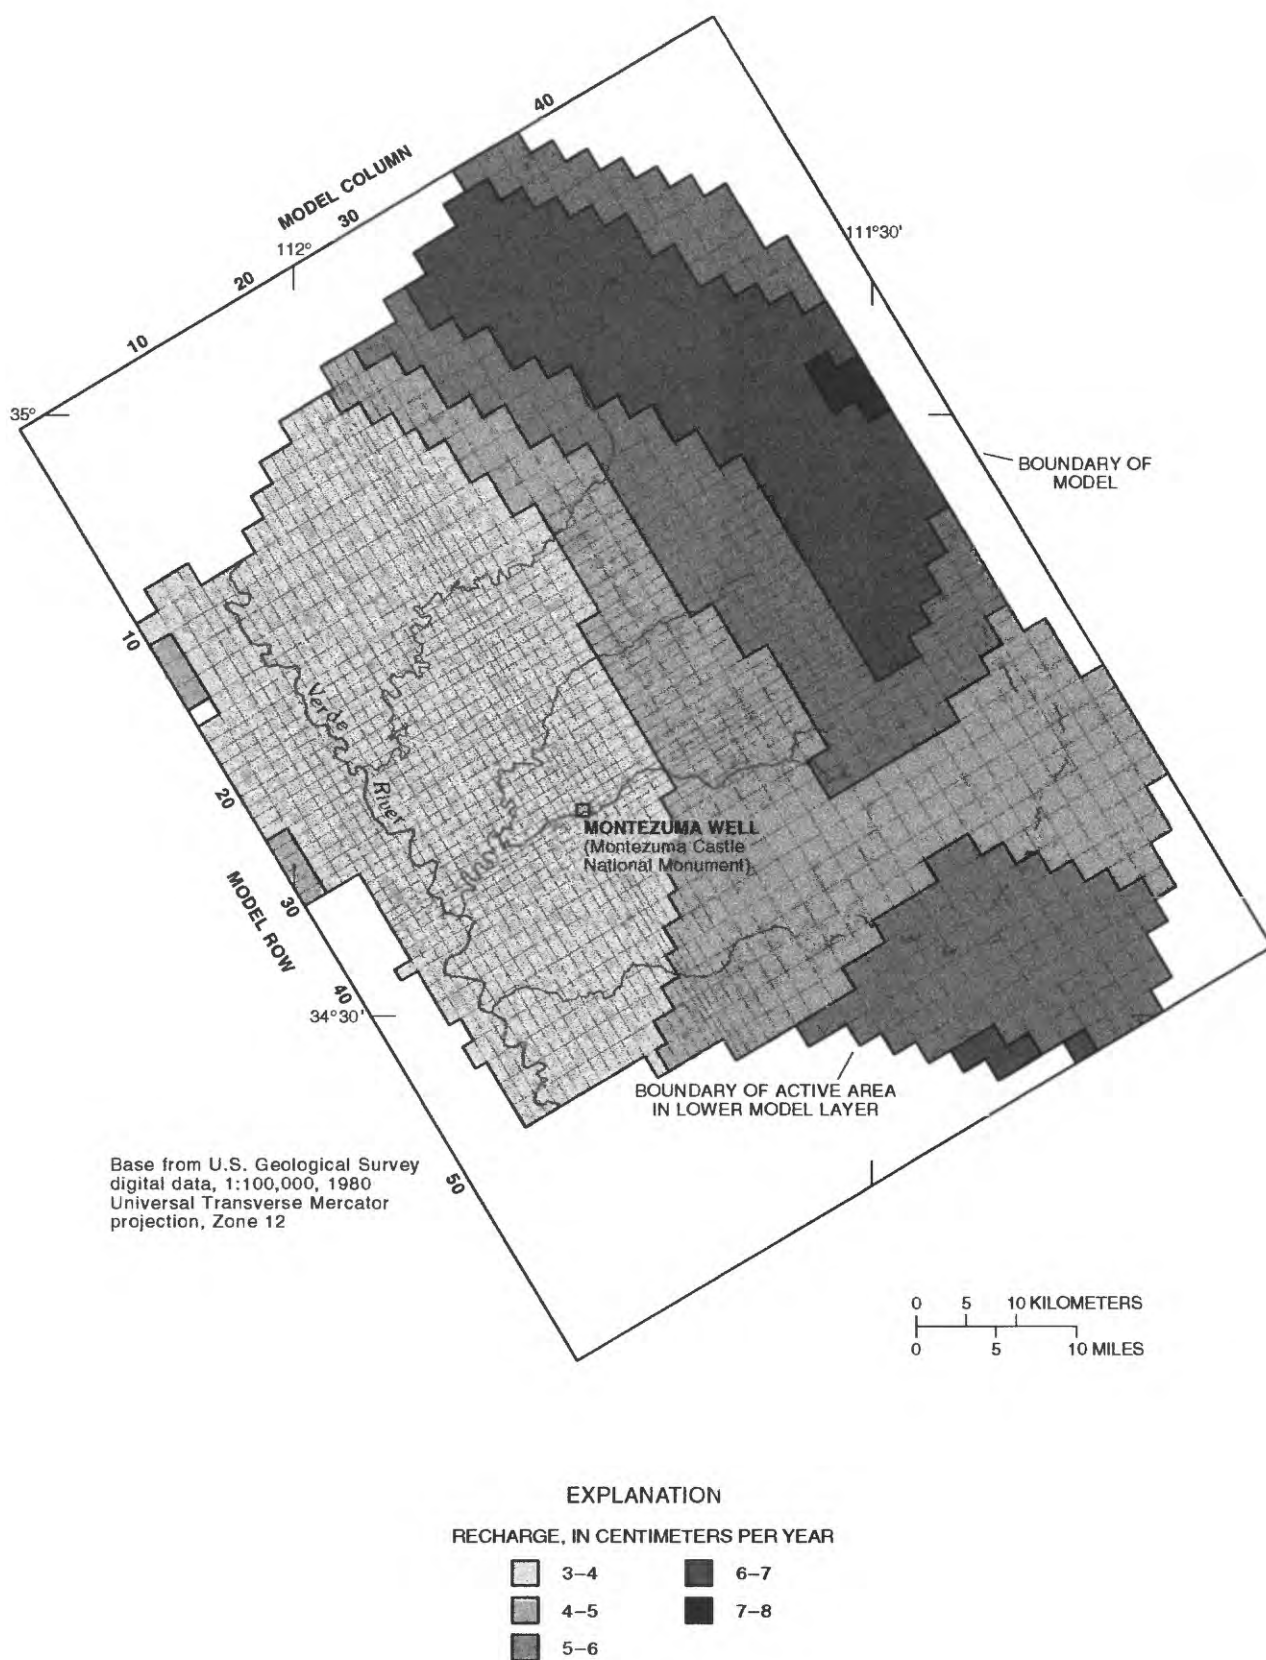 40
MODEL COLUMN
30
112°
20
10
111°30'
35°
BOUNDARY OF
MODEL
10
Verde
River
20
MONTEZUMA WELL
(Montezuma Castle
National Monument)
MODEL ROW
30
40
34°30'
BOUNDARY OF ACTIVE AREA
IN LOWER MODEL LAYER
50
Base from U.S. Geological Survey
digital data, 1:100,000, 1980
Universal Transverse Mercator
projection, Zone 12
0 5 10 KILOMETERS
0 5 10 MILES
EXPLANATION
RECHARGE, IN CENTIMETERS PER YEAR
3–4 6–7
4–5 7–8
5–6